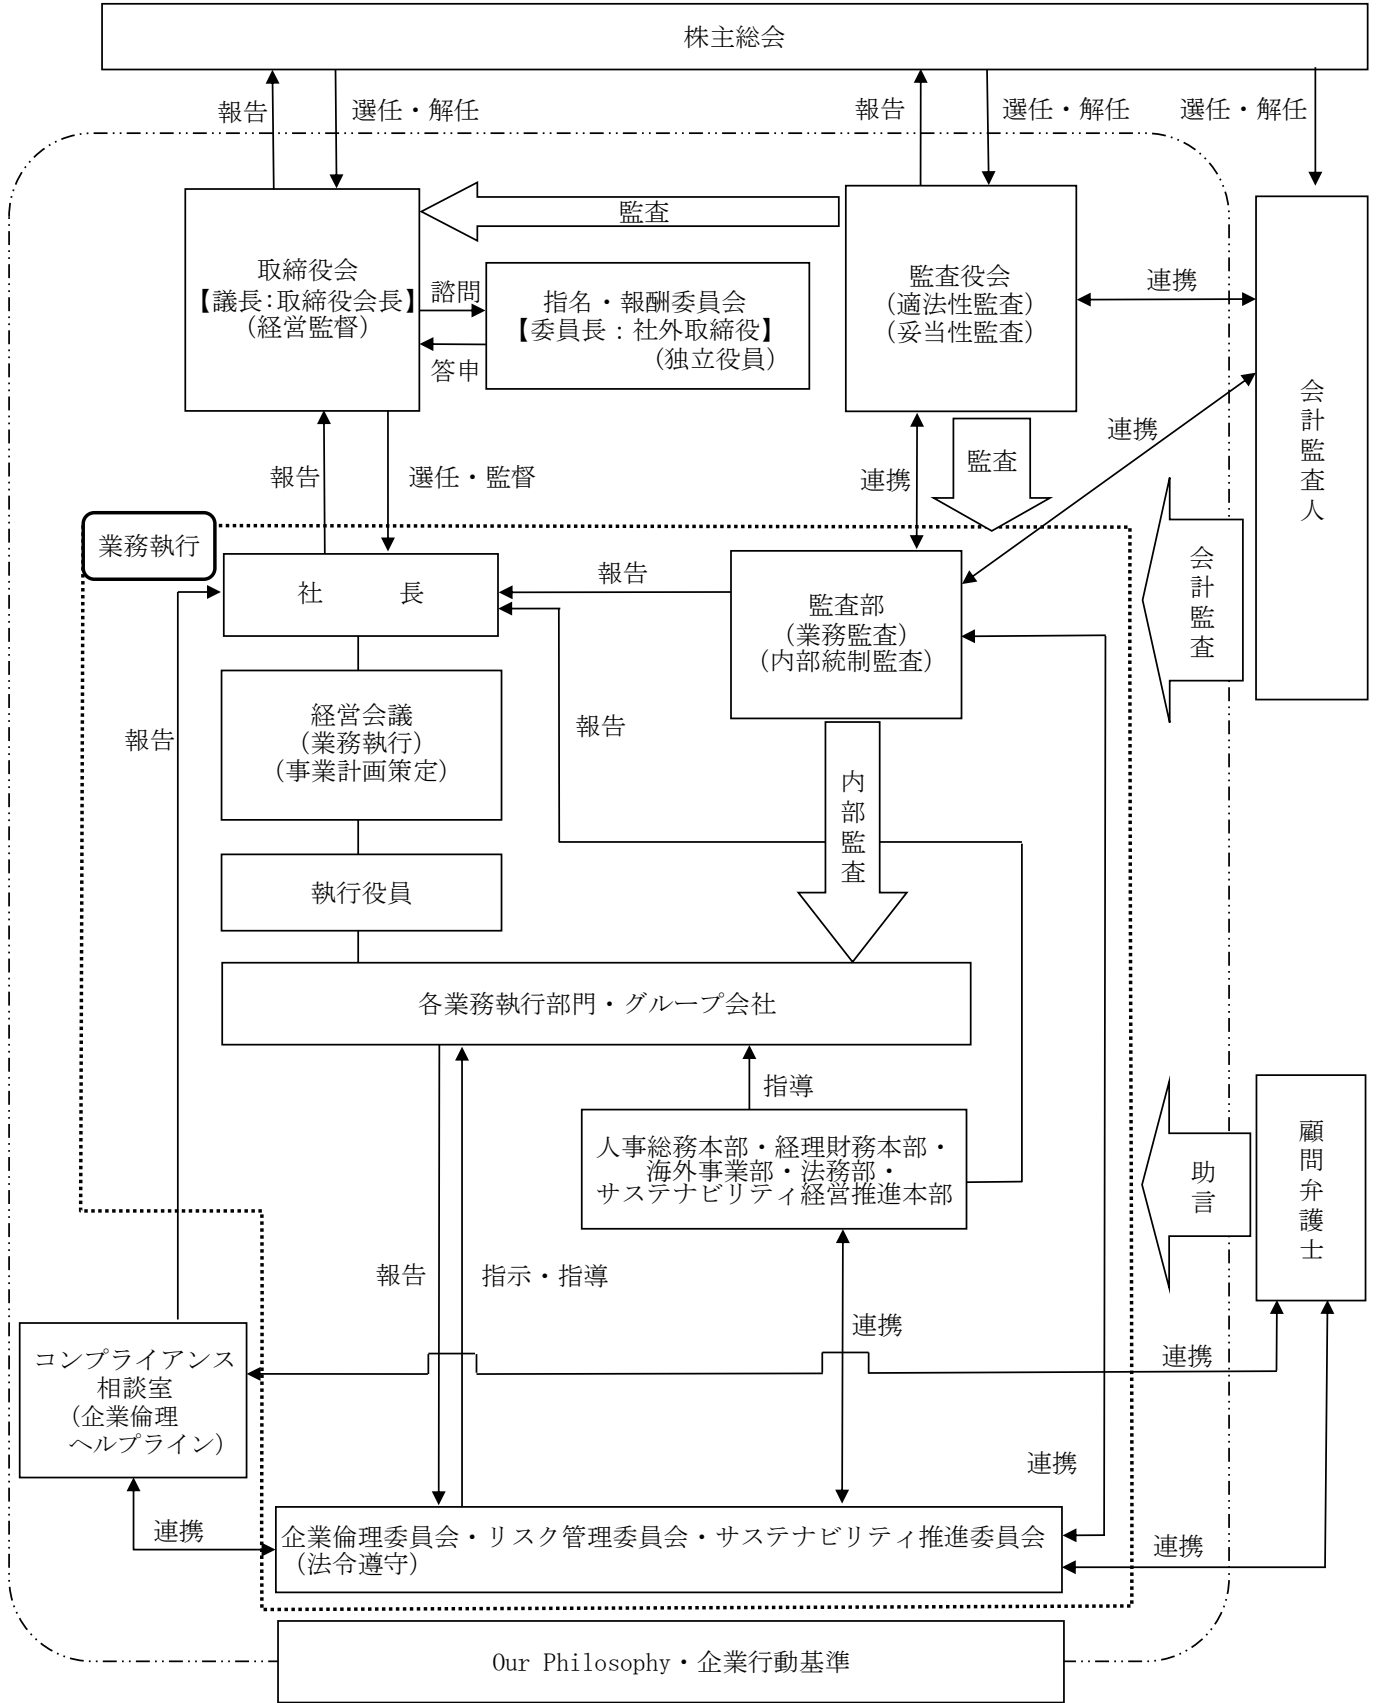 株主総会
報告
選任・解任
報告
選任・解任
選任・解任
監査
取締役会
【議長:取締役会長】
(経営監督)
諮問
答申
指名・報酬委員会
【委員長：社外取締役】
(独立役員)
監査役会
(適法性監査)
(妥当性監査)
連携
会計監査人
連携
報告
選任・監督
連携
監査
業務執行
社　　　長
報告
監査部
(業務監査)
(内部統制監査)
会計監査
経営会議
(業務執行)
(事業計画策定)
報告
報告
内部監査
執行役員
各業務執行部門・グループ会社
指導
人事総務本部・経理財務本部・
海外事業部・法務部・
サステナビリティ経営推進本部
助言
顧問弁護士
報告
指示・指導
連携
連携
コンプライアンス
相談室
(企業倫理
ヘルプライン)
連携
連携
連携
企業倫理委員会・リスク管理委員会・サステナビリティ推進委員会
(法令遵守)
Our Philosophy・企業行動基準